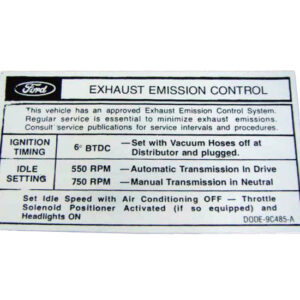 Ford EXHAUST EMISSION CONTROL
This vehicle has an approved Exhaust Emission Control System.
Regular service is essential to minimize exhaust emissions.
Consult service publications for service intervals and procedures.
IGNITION TIMING
6° BTDC
—Set with Vacuum Hoses off at
Distributor and plugged.
IDLE SETTING
550 RPM —Automatic Transmission In Drive
750 RPM —Manual Transmission in Neutral
Set Idle Speed with Air Conditioning OFF — Throttle
Solenoid Positioner Activated (if so equipped) and
Headlights ON
DODE-9C485-A